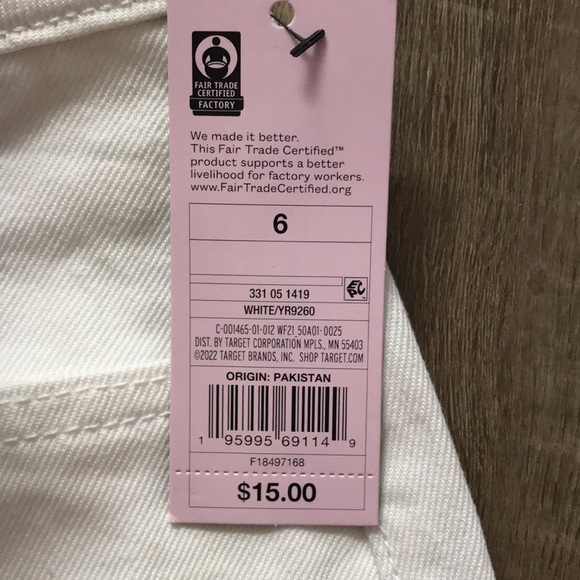 FAIR TRADE
CERTIFIED
FACTORY
We made it better.
This Fair Trade Certified™
product supports a better
livelihood for factory workers.
www.FairTradeCertified.org
6
331 05 1419
WHITE/YR9260
C-001465-01-012 WF21_50A01-0025
DIST. BY TARGET CORPORATION MPLS., MN 55403
©2022 TARGET BRANDS, INC. SHOP TARGET.COM
ORIGIN: PAKISTAN
1 95995 69114 9
F18497168
$15.00